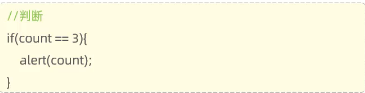 //判断
if(count == 3){
    alert(count);
}